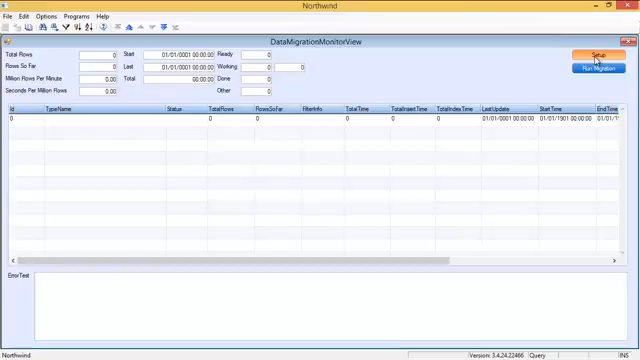 Northwind
File Edit Options Programs Help
DataMigrationMonitorView
Total Rows 0 Start 01/01/0001 00:00:00 Ready 0 Setup
Rows So Far 0 Last 01/01/0001 00:00:00 Working 0 0 Run Migration
Million Rows Per Minute 0.00 Total 00:00:00 Done 0
Seconds Per Million Rows 0.00 Other 0
Id TypeName Status TotalRows RowsSoFar FilterInfo TotalTime TotalInsertTime TotalIndexTime LastUpdate StartTime EndTime
0 0 0 0 0 0 01/01/0001 00:00:00 01/01/1501 00:00:00 01/01/15
ErrorText
Northwind Version: 3.4.24.22466 Query INS